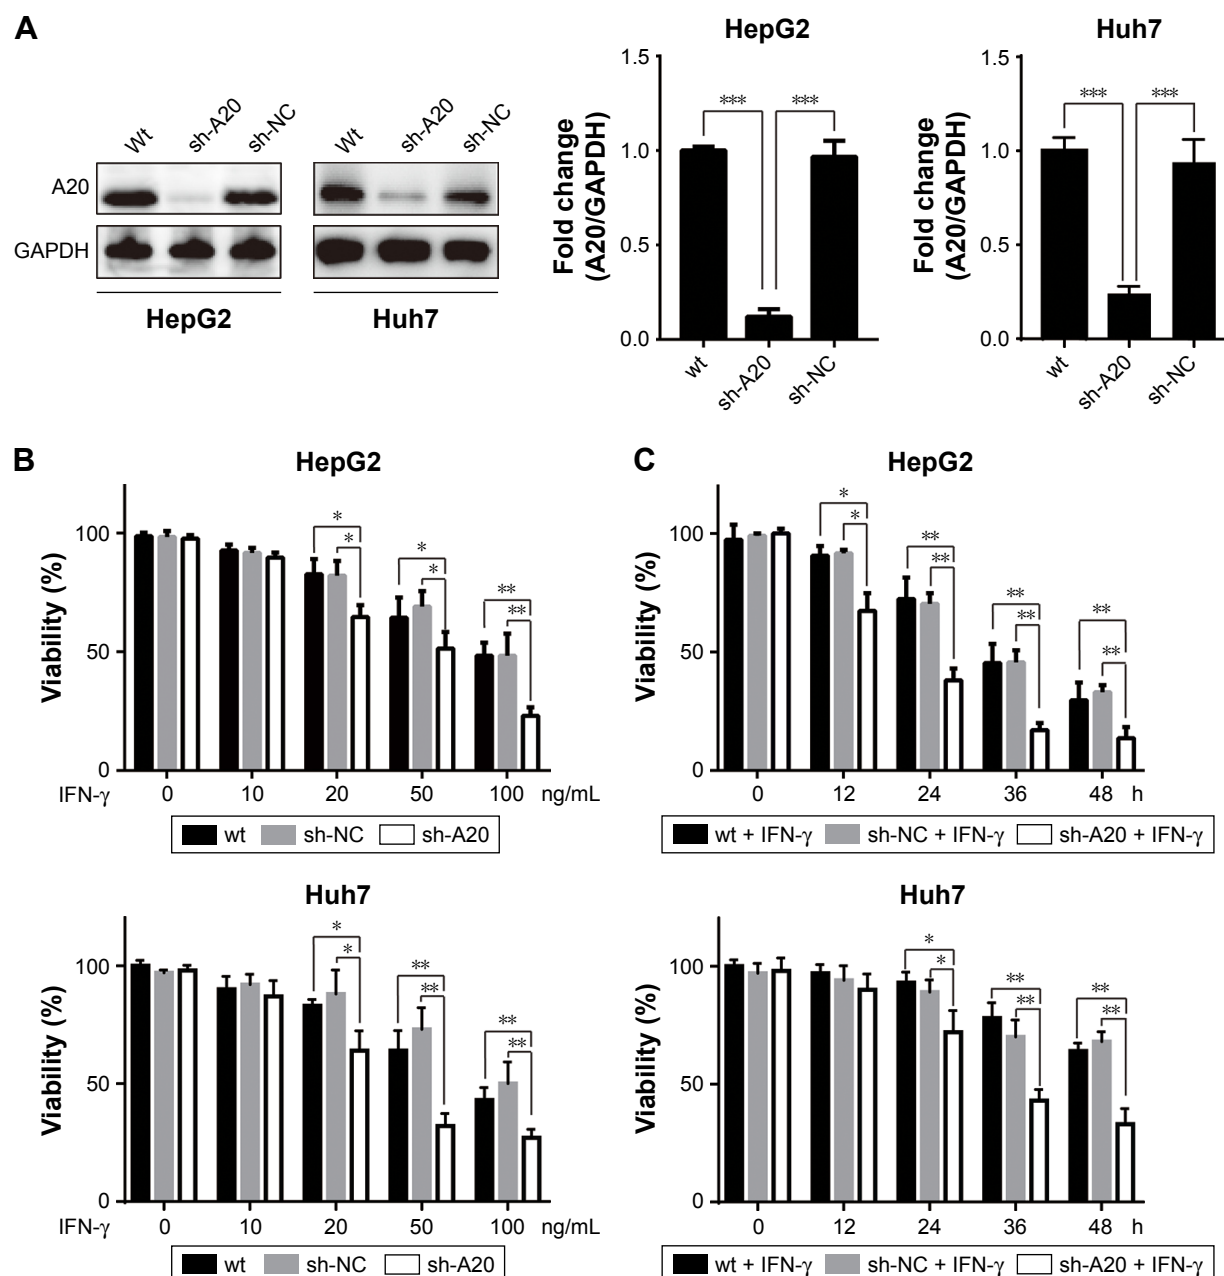 A
Wt sh-A20 sh-NC
Wt sh-A20 sh-NC
A20
GAPDH
HepG2
Huh7
HepG2
Fold change
(A20/GAPDH)
1.5
1.0
0.5
0.0
*** ***
wt sh-A20 sh-NC
Huh7
Fold change
(A20/GAPDH)
1.5
1.0
0.5
0.0
*** ***
wt sh-A20 sh-NC
B
HepG2
Viability (%)
100
50
0
* * * * ** **
IFN-γ 0 10 20 50 100 ng/mL
wt sh-NC sh-A20
C
HepG2
Viability (%)
100
50
0
* * ** ** ** ** ** **
0 12 24 36 48 h
wt + IFN-γ sh-NC + IFN-γ sh-A20 + IFN-γ
Huh7
Viability (%)
100
50
0
* * ** ** ** **
IFN-γ 0 10 20 50 100 ng/mL
wt sh-NC sh-A20
Huh7
Viability (%)
100
50
0
* * ** ** ** **
0 12 24 36 48 h
wt + IFN-γ sh-NC + IFN-γ sh-A20 + IFN-γ